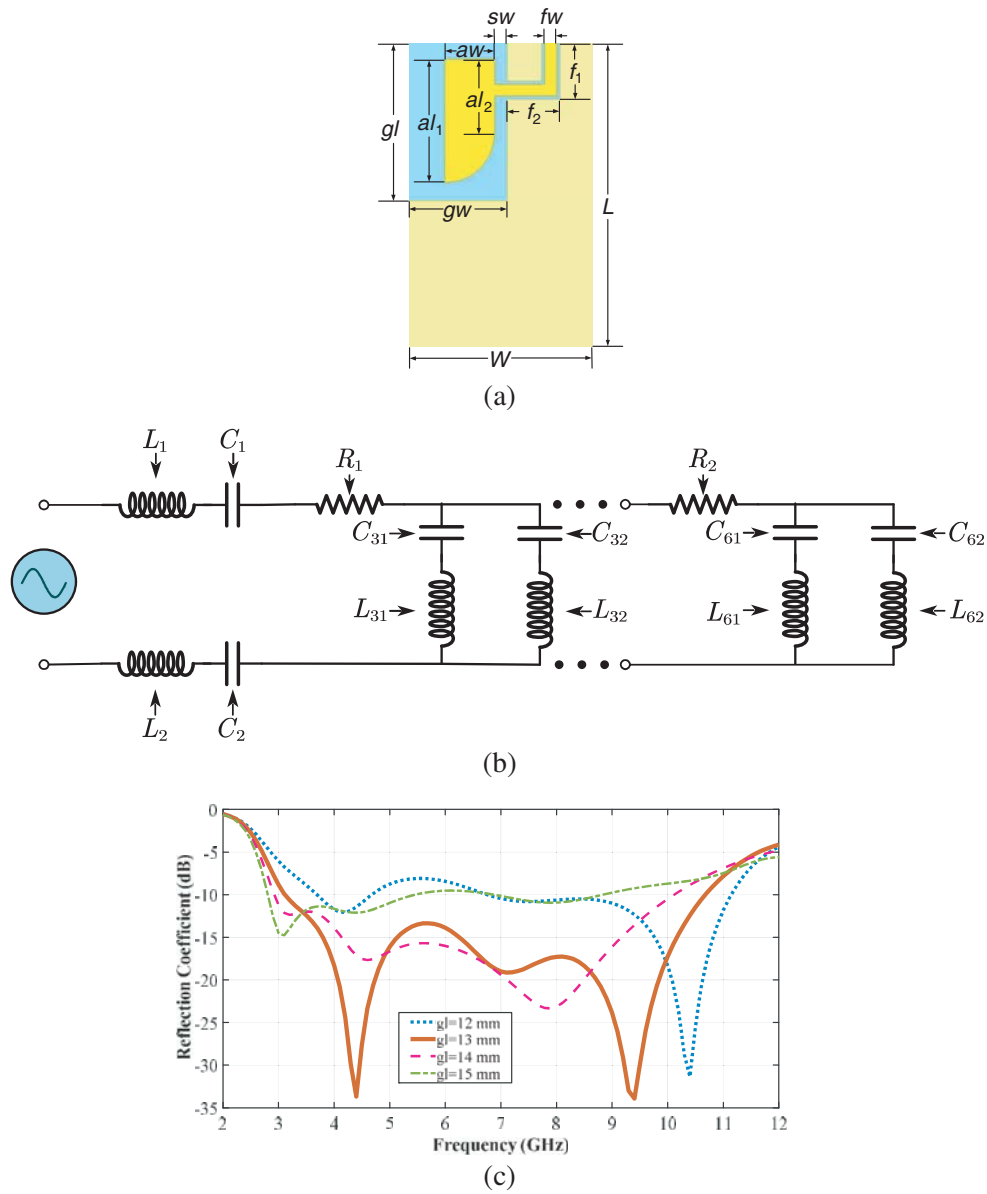 sw fw
aw
f₁
al₂
al₁
f₂
gl
gw
L
W
(a)
L₁ C₁ R₁ R₂
C₃₁ C₃₂ C₆₁ C₆₂
L₃₁ L₃₂ L₆₁ L₆₂
L₂ C₂
(b)
0
-5
-10
-15
-20
-25
-30
-35
Reflection Coefficient (dB)
gl=12 mm
gl=13 mm
gl=14 mm
gl=15 mm
2 3 4 5 6 7 8 9 10 11 12
Frequency (GHz)
(c)